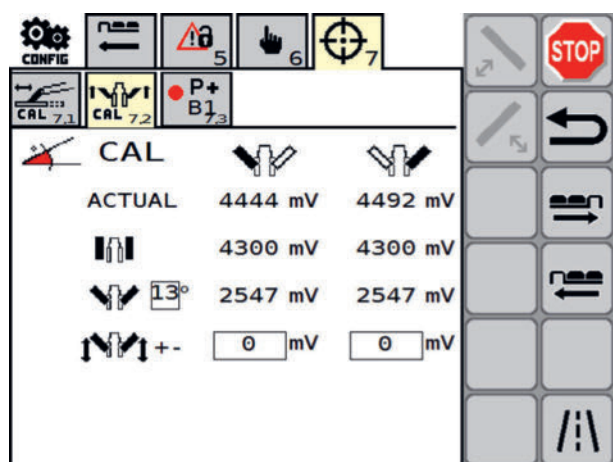 CONFIG 5 6 7 STOP
CAL 7.1 CAL 7.2 P+ B1 7.3
CAL
ACTUAL 4444 mV 4492 mV
4300 mV 4300 mV
13° 2547 mV 2547 mV
+- 0 mV 0 mV